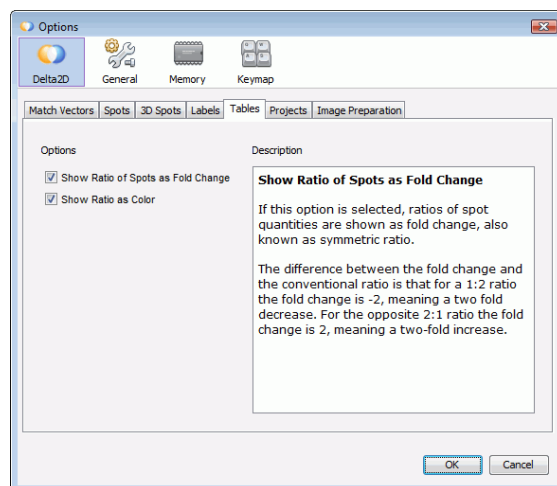 Options
Delta2D General Memory Keymap
Match Vectors Spots 3D Spots Labels Tables Projects Image Preparation
Options
Show Ratio of Spots as Fold Change
Show Ratio as Color
Description
Show Ratio of Spots as Fold Change
If this option is selected, ratios of spot
quantities are shown as fold change, also
known as symmetric ratio.
The difference between the fold change and
the conventional ratio is that for a 1:2 ratio
the fold change is -2, meaning a two fold
decrease. For the opposite 2:1 ratio the fold
change is 2, meaning a two-fold increase.
OK Cancel